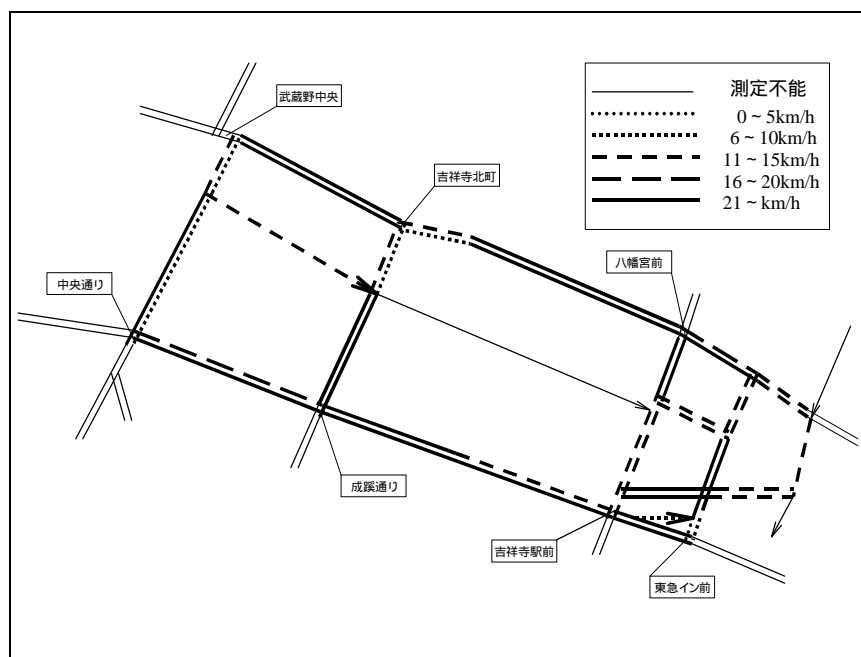 測定不能
0~5km/h
6~10km/h
11~15km/h
16~20km/h
21~km/h
武蔵野中央
吉祥寺北町
八幡宮前
中央通り
成蹊通り
吉祥寺駅前
東急イン前